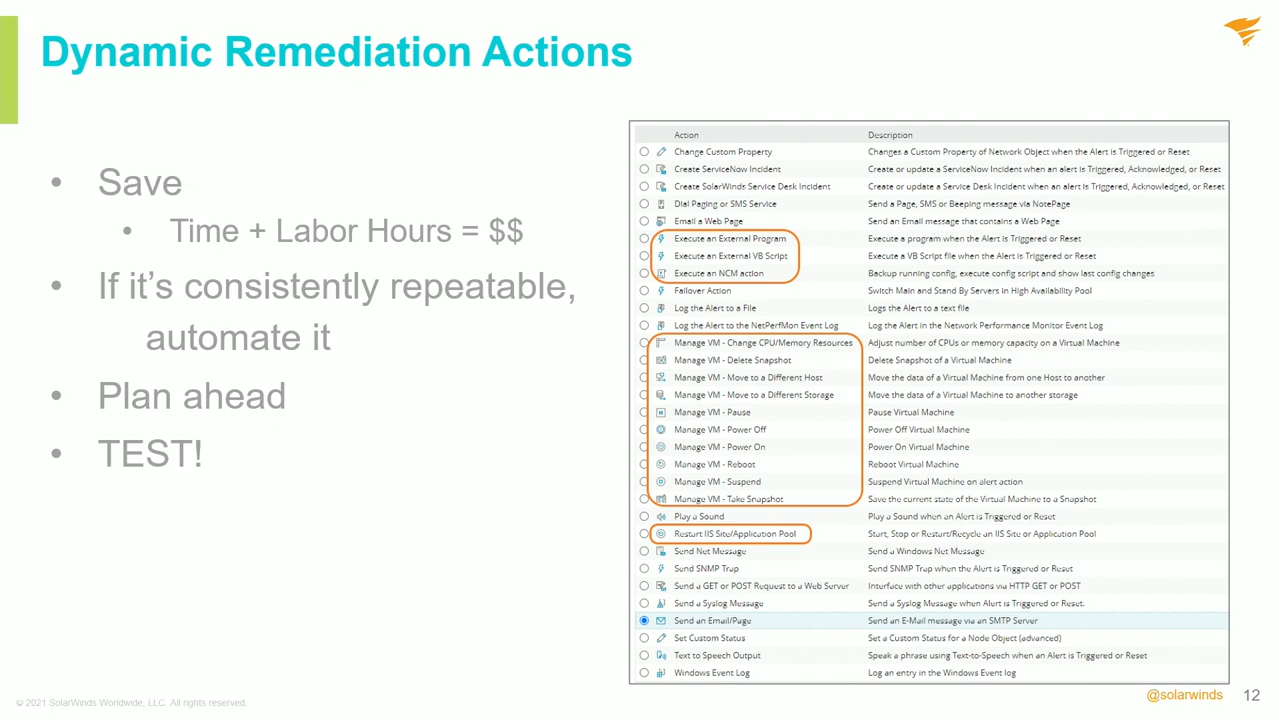 Dynamic Remediation Actions
• Save
• Time + Labor Hours = $$
• If it’s consistently repeatable,
automate it
• Plan ahead
• TEST!
Action Description
Change Custom Property Changes a Custom Property of Network Object when the Alert is Triggered or Reset
Create ServiceNow Incident Create or update a ServiceNow Incident when an alert is Triggered, Acknowledged, or Reset
Create SolarWinds Service Desk Incident Create or update a Service Desk Incident when an alert is Triggered, Acknowledged, or Reset
Dial Paging or SMS Service Send a Page, SMS or Beeping message via NotePage
Email a Web Page Send an Email message that contains a Web Page
Execute an External Program Execute a program when the Alert is Triggered or Reset
Execute an External VB Script Execute a VB Script file when the Alert is Triggered or Reset
Execute an NCM action Backup running config, execute config script and show last config changes
Failover Action Switch Main and Stand By Servers in High Availability Pool
Log the Alert to a File Logs the Alert to a text file
Log the Alert to the NetPerfMon Event Log Log the Alert in the Network Performance Monitor Event Log
Manage VM - Change CPU/Memory Resources Adjust number of CPUs or memory capacity on a Virtual Machine
Manage VM - Delete Snapshot Delete Snapshot of a Virtual Machine
Manage VM - Move to a Different Host Move the data of a Virtual Machine from one Host to another
Manage VM - Move to a Different Storage Move the data of a Virtual Machine to another storage
Manage VM - Pause Pause Virtual Machine
Manage VM - Power Off Power Off Virtual Machine
Manage VM - Power On Power On Virtual Machine
Manage VM - Reboot Reboot Virtual Machine
Manage VM - Suspend Suspend Virtual Machine on alert action
Manage VM - Take Snapshot Save the current state of the Virtual Machine to a Snapshot
Play a Sound Play a Sound when an Alert is Triggered or Reset
Restart IIS Site/Application Pool Start, Stop or Restart/Recycle an IIS Site or Application Pool
Send Net Message Send a Windows Net Message
Send SNMP Trap Send SNMP Trap when the Alert is Triggered or Reset
Send a GET or POST Request to a Web Server Interface with other applications via HTTP GET or POST
Send a Syslog Message Send a Syslog Message when Alert is Triggered or Reset.
Send an Email/Page Send an E-Mail message via an SMTP Server
Set Custom Status Set a Custom Status for a Node Object (advanced)
Text to Speech Output Speak a phrase using Text-to-Speech when an Alert is Triggered or Reset
Windows Event Log Log an entry in the Windows Event log
© 2021 SolarWinds Worldwide, LLC. All rights reserved.
@solarwinds 12